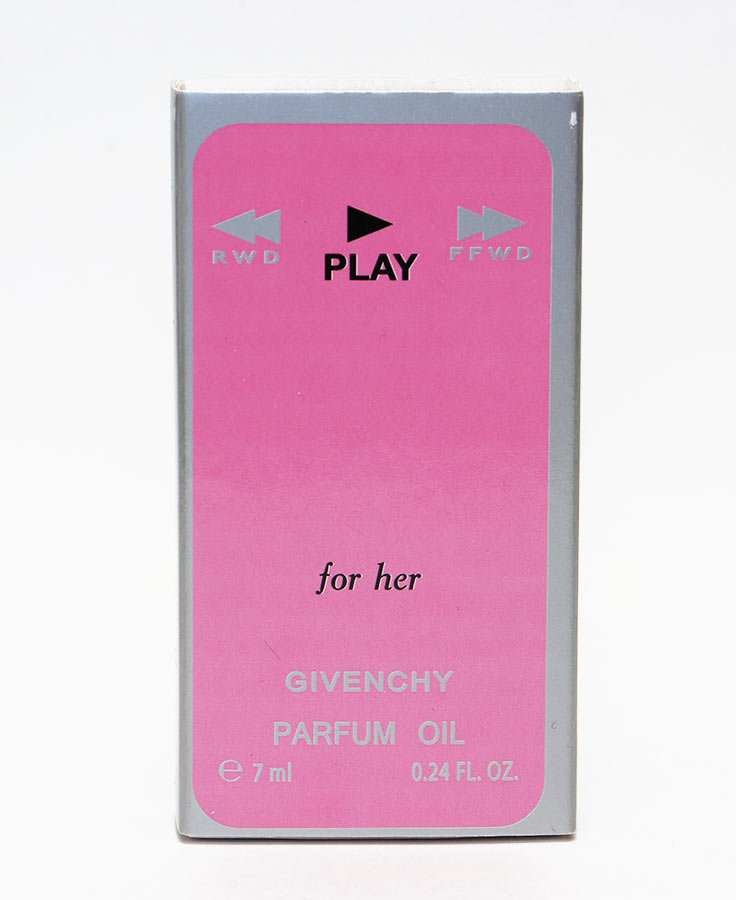 RWD PLAY FFWD
for her
GIVENCHY
PARFUM OIL
℮ 7 ml 0.24 FL. OZ.